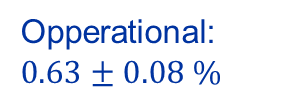 Opperational:
0.63 ± 0.08 %